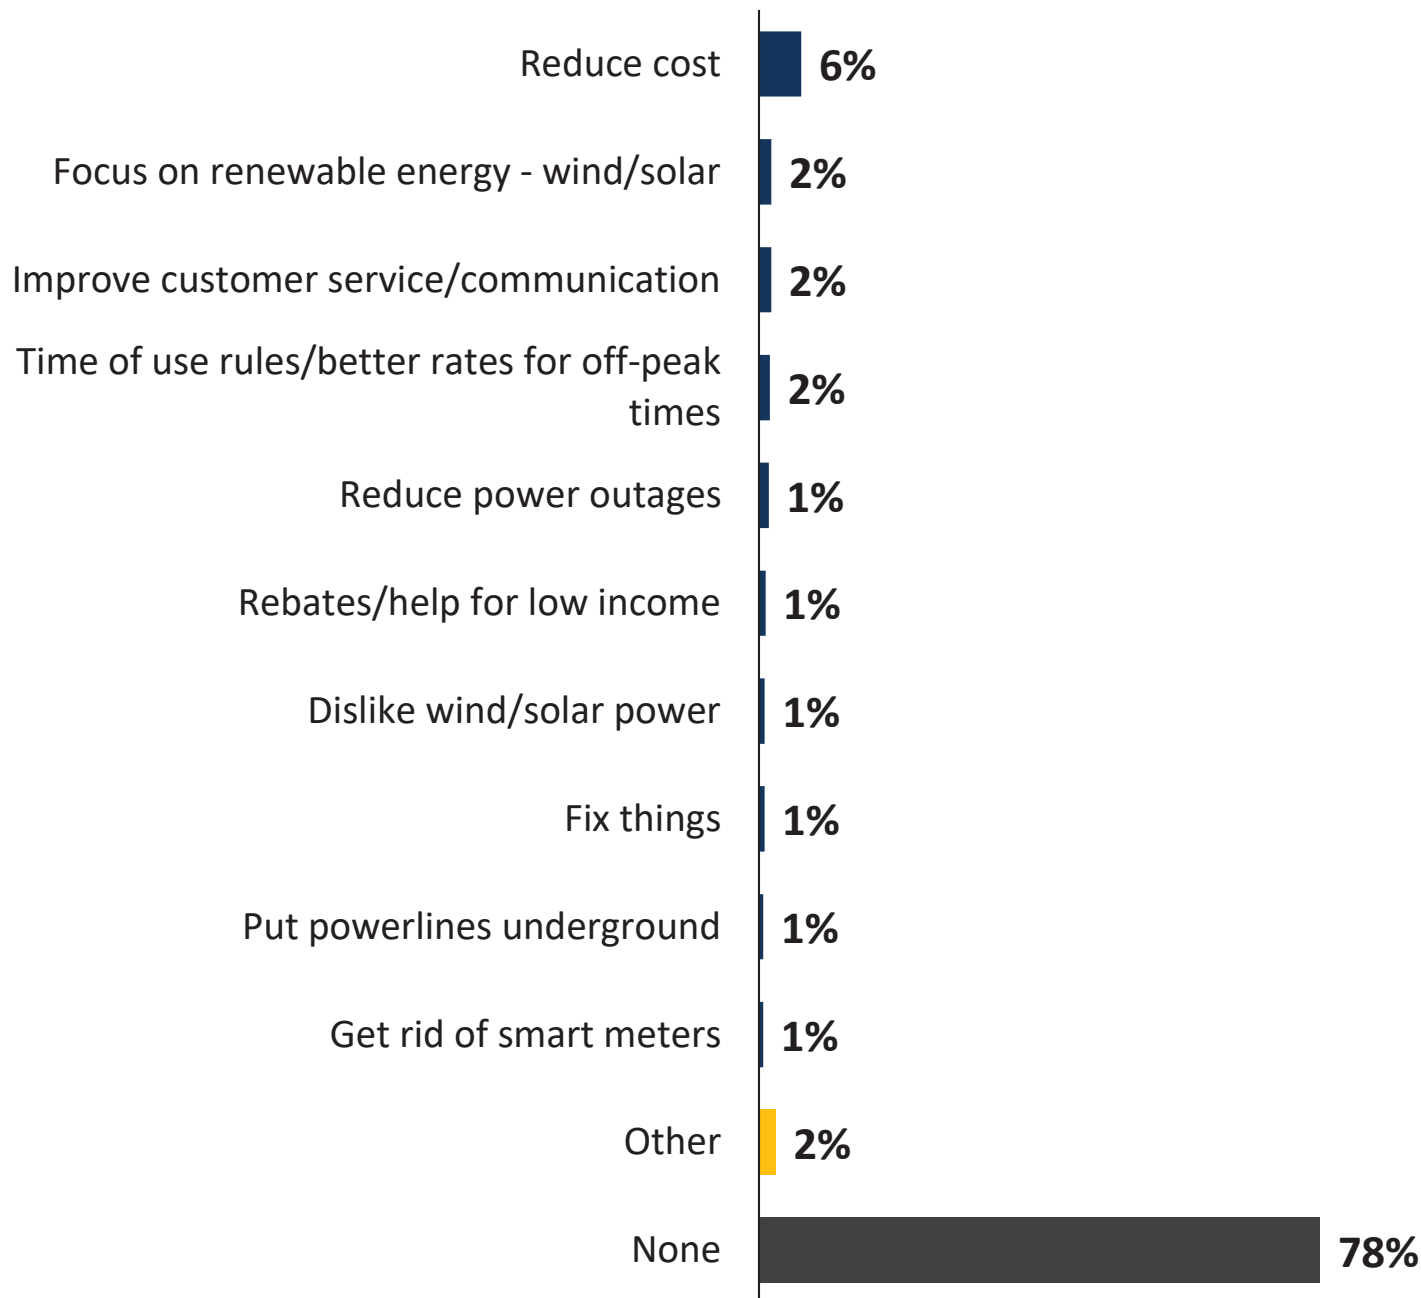 Reduce cost 6%
Focus on renewable energy - wind/solar 2%
Improve customer service/communication 2%
Time of use rules/better rates for off-peak
times 2%
Reduce power outages 1%
Rebates/help for low income 1%
Dislike wind/solar power 1%
Fix things 1%
Put powerlines underground 1%
Get rid of smart meters 1%
Other 2%
None 78%